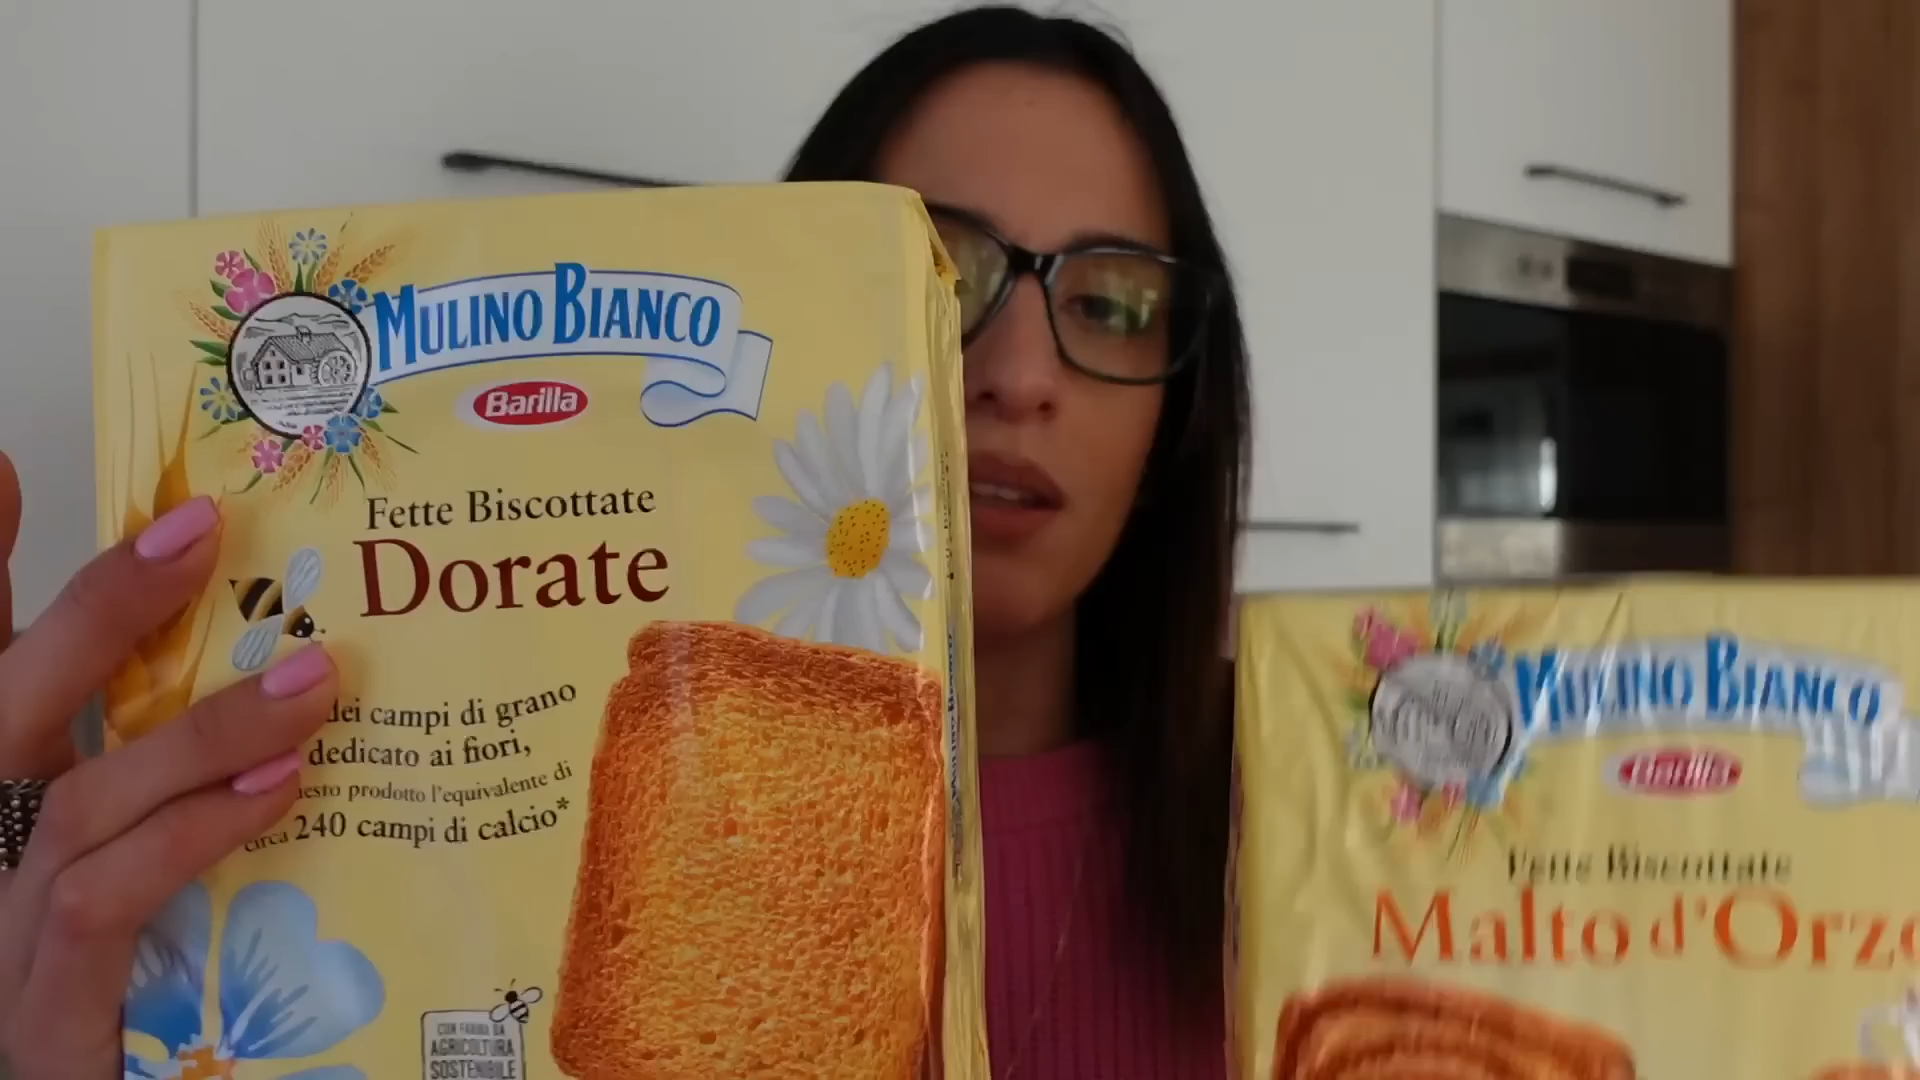 MULINO BIANCO
Barilla
Fette Biscottate
Dorate
dei campi di grano
dedicato ai fiori,
prodotto l'equivalente di
circa 240 campi di calcio*
CON FARINA DA
AGRICOLTURA
SOSTENIBILE
MULINO BIANCO
Barilla
Fette Biscottate
Malto d'Orzo